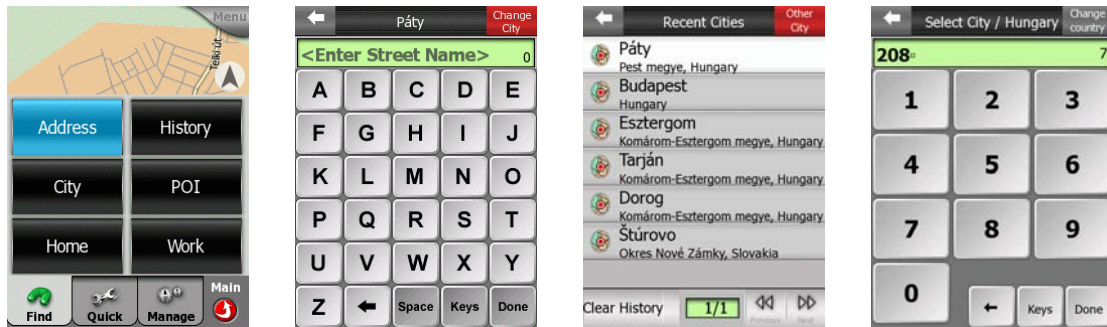 Menu
Telki út
Address
History
City
POI
Home
Work
Find
Quick
Manage
Main
Páty
Change City
<Enter Street Name> 0
A B C D E
F G H I J
K L M N O
P Q R S T
U V W X Y
Z Space Keys Done
Recent Cities
Other City
Páty
Pest megye, Hungary
Budapest
Hungary
Esztergom
Komárom-Esztergom megye, Hungary
Tarján
Komárom-Esztergom megye, Hungary
Dorog
Komárom-Esztergom megye, Hungary
Štúrovo
Okres Nové Zámky, Slovakia
Clear History
1/1
Select City / Hungary
Change country
208 7
1 2 3
4 5 6
7 8 9
0 Keys Done